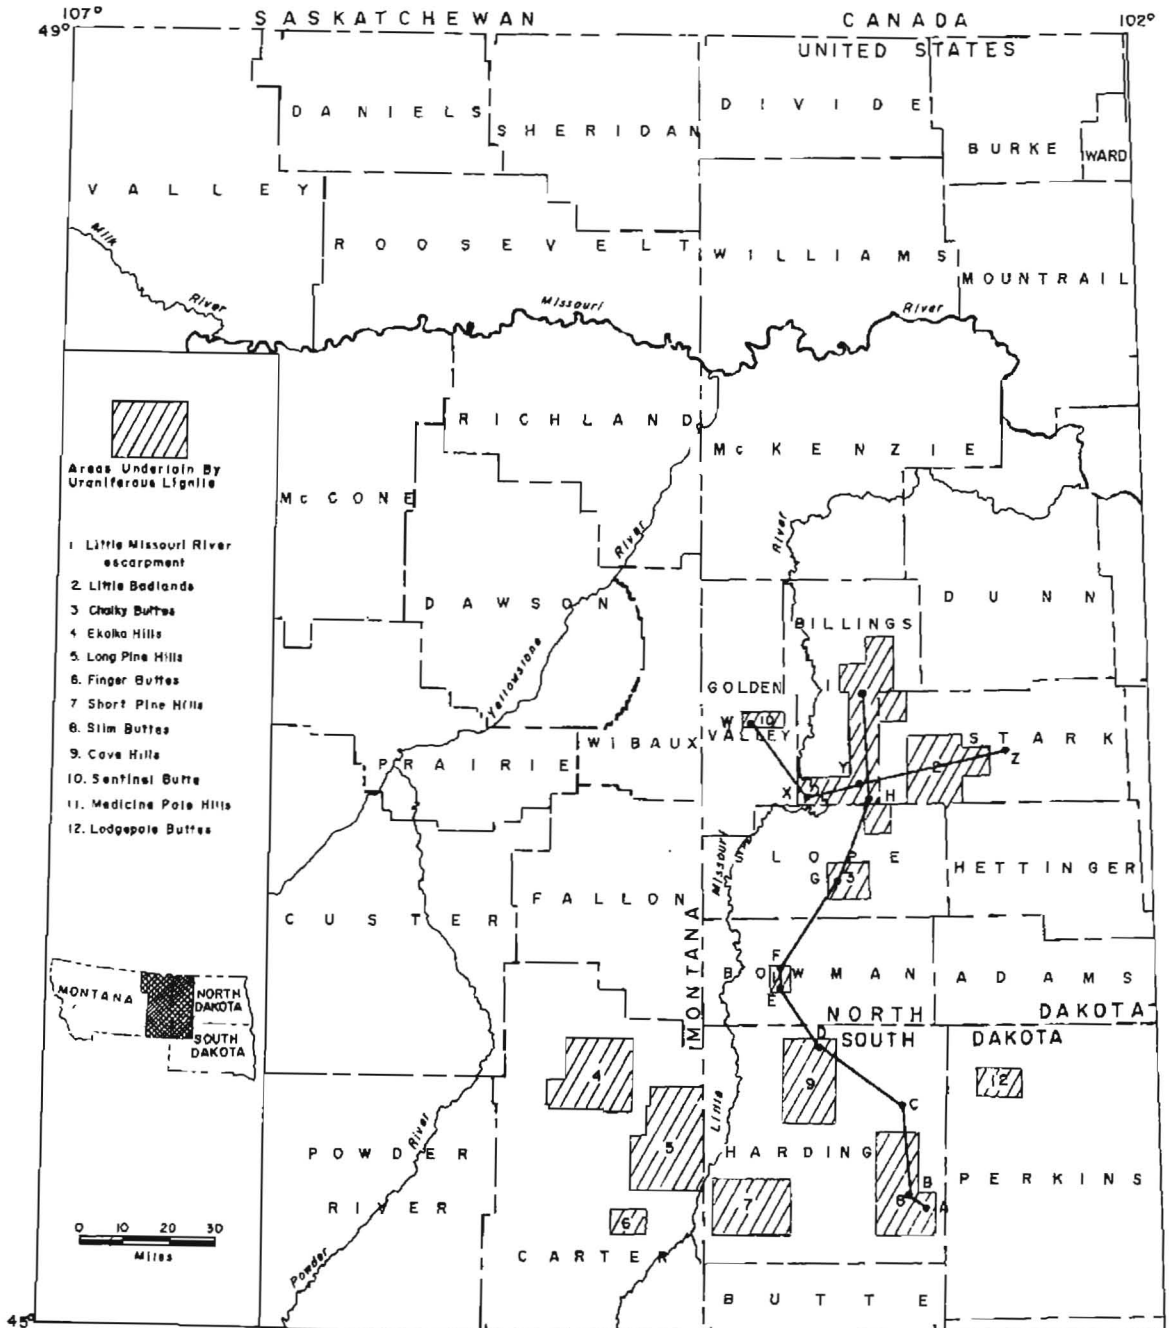 107° SASKATCHEWAN CANADA 102°
49° UNITED STATES
DANIELS
SHERIDAN
DIVIDE
BURKE
WARD
VALLEY
ROOSEVELT
WILLIAMS
MOUNTRAIL
Milk
River
Missouri
River
RICHLAND
McKENZIE
McCONE
Areas Underlain By
Uraniferous Lignite
1 Little Missouri River
escarpment
2 Little Badlands
3 Chalky Buttes
4 Ekalka Hills
5. Long Pine Hills
6. Finger Buttes
7 Short Pine Hills
8. Slim Buttes
9. Cave Hills
10. Sentinel Butte
11. Medicine Pole Hills
12. Lodgepole Buttes
River
River
DAWSON
DUNN
BILLINGS
Yellowstone
GOLDEN
VALLEY
I
W
10
WIBAUX
STARK
PRAIRIE
Y
2
Z
X
H
SLOPE
Missouri
G
3
HETTINGER
FALLON
CUSTER
MONTANA
F
BOWMAN
ADAMS
E
NORTH DAKOTA
D
SOUTH DAKOTA
MONTANA
NORTH
DAKOTA
SOUTH
DAKOTA
4
9
12
C
Little
River
5
HARDING
POWDER
RIVER
PERKINS
7
B
8
A
6
0 10 20 30
Miles
CARTER
Powder
BUTTE
45°